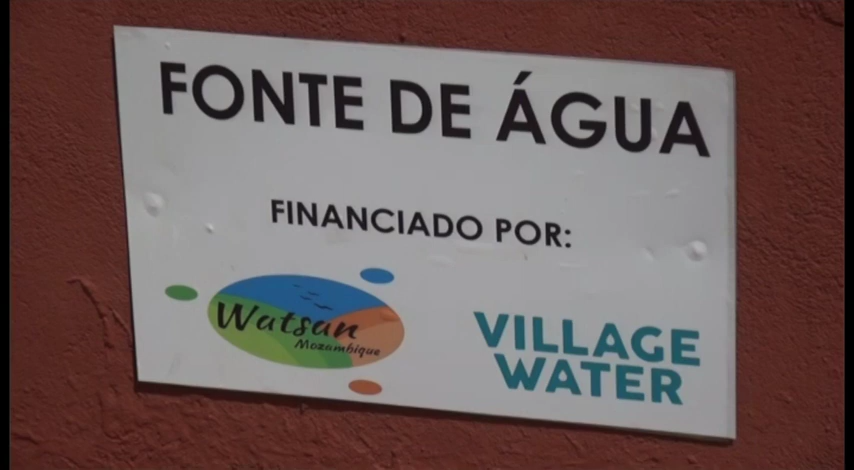 FONTE DE ÁGUA
FINANCIADO POR:
Watsan
Mozambique
VILLAGE
WATER